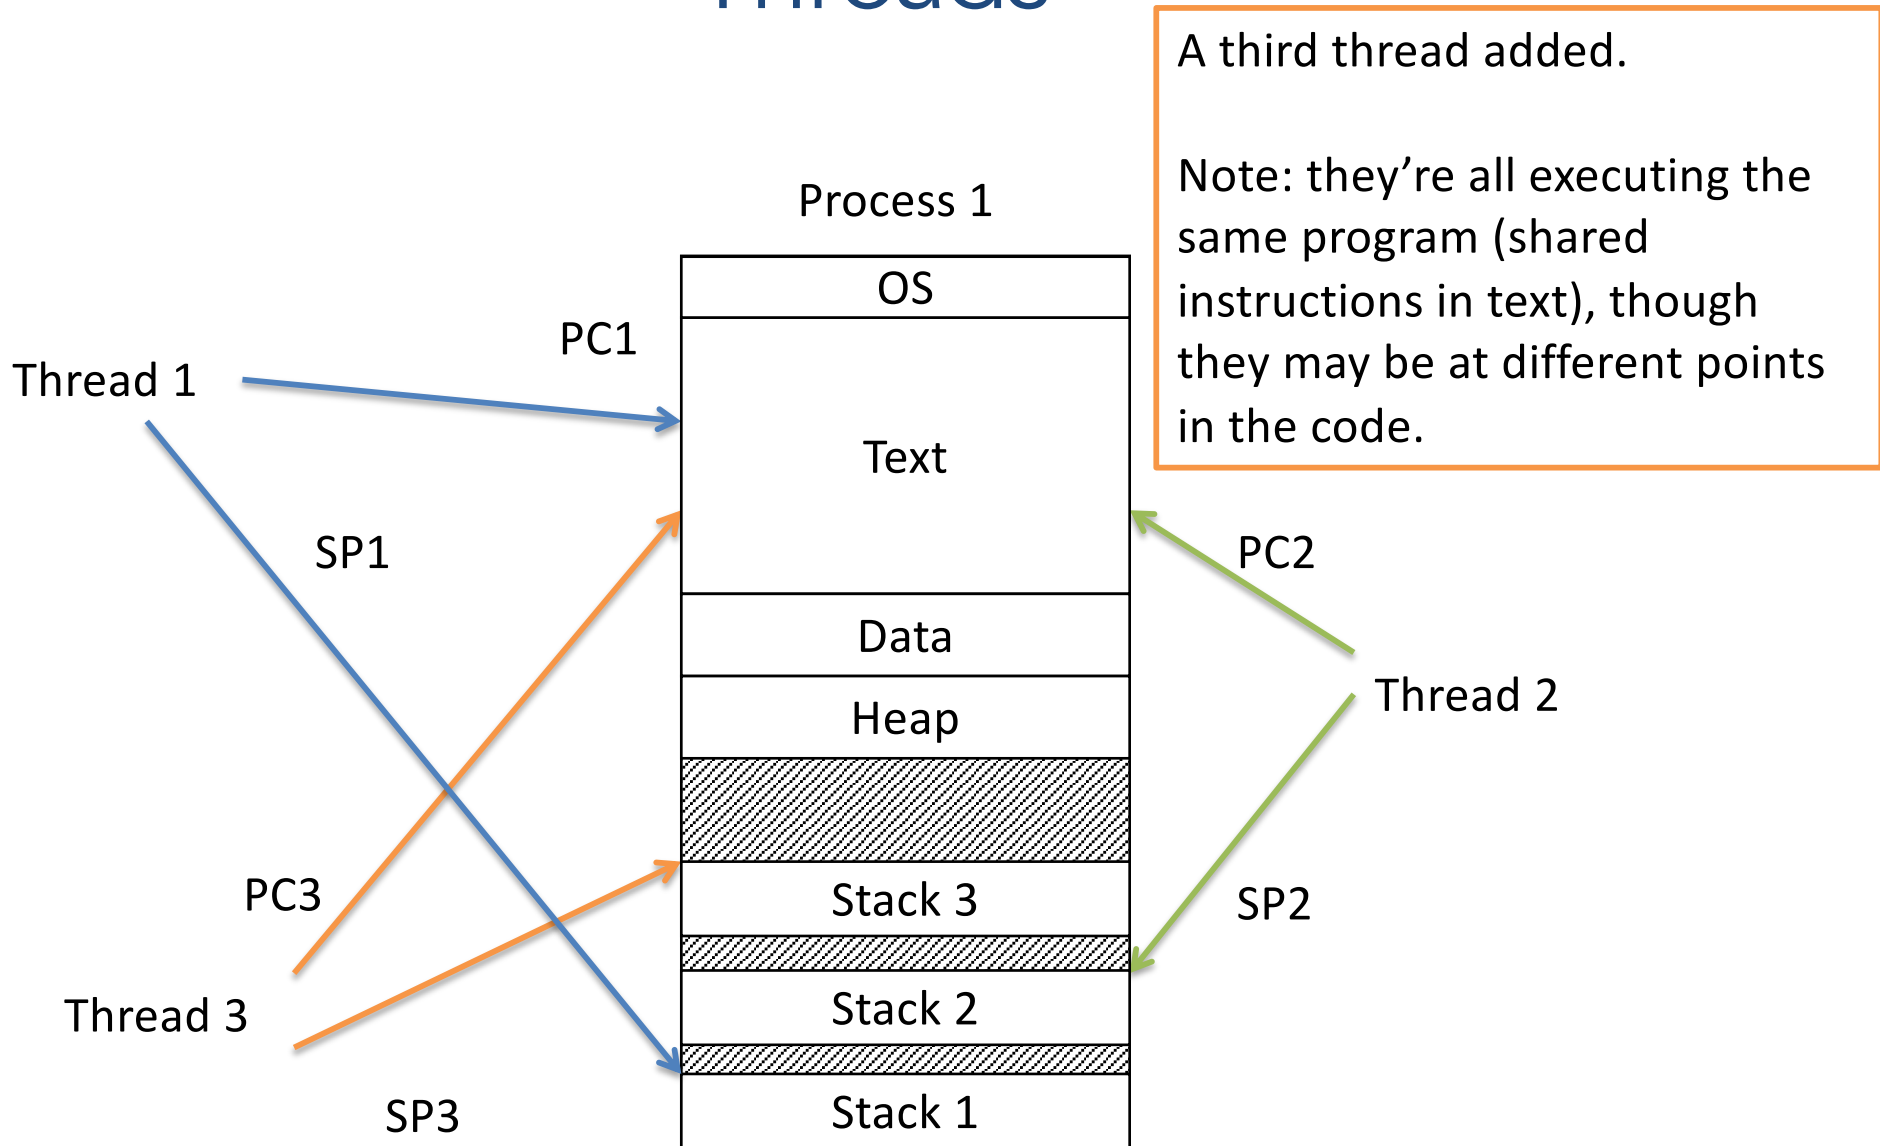 Threads
A third thread added.
Note: they’re all executing the
same program (shared
instructions in text), though
they may be at different points
in the code.
Process 1
OS
PC1
Thread 1
Text
SP1
PC2
Data
Thread 2
Heap
PC3
Stack 3
SP2
Thread 3
Stack 2
SP3
Stack 1